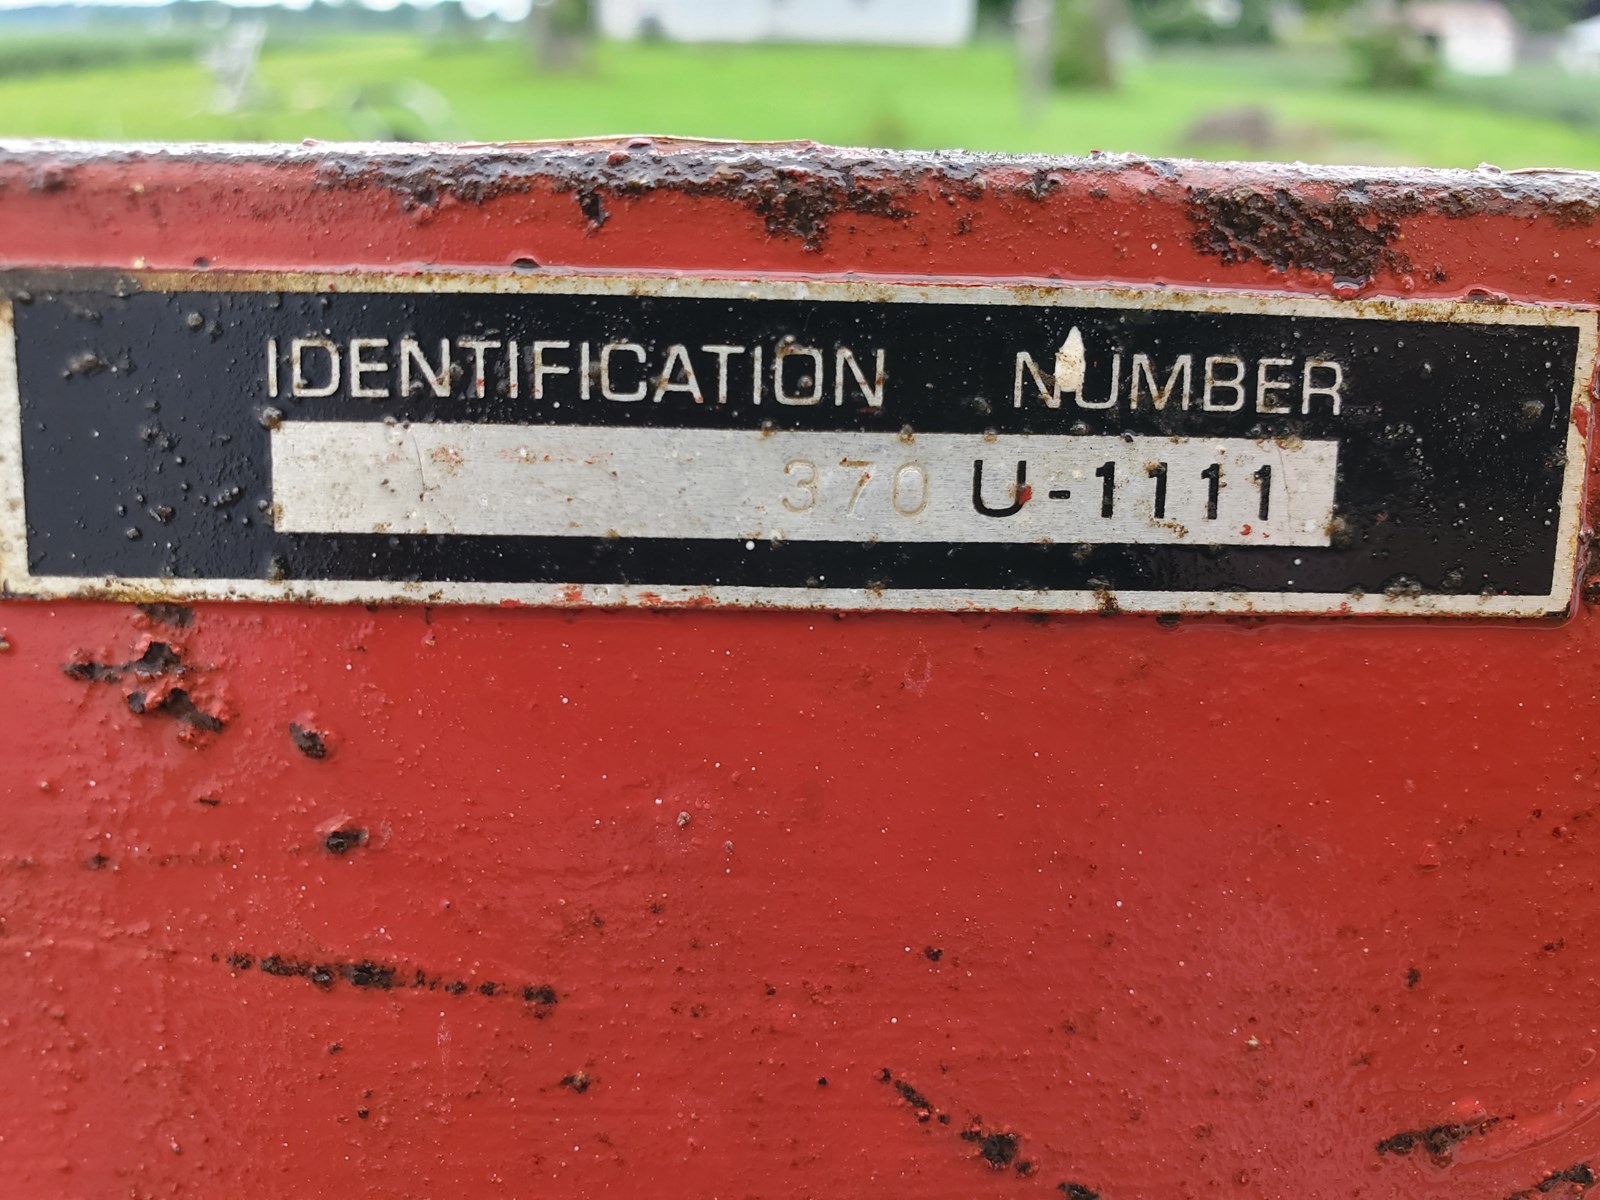 IDENTIFICATION NUMBER
370 U-1111